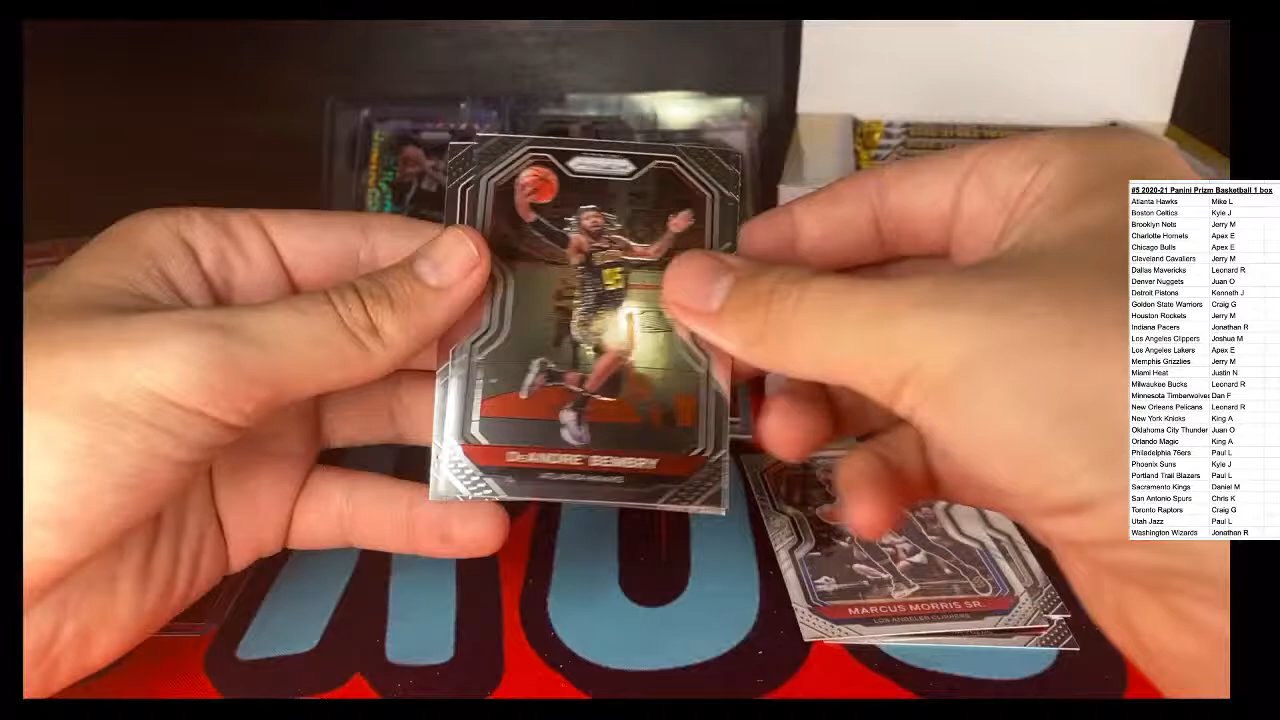 #5 2020-21 Panini Prizm Basketball 1 box
Atlanta Hawks Mike L
Boston Celtics Kyle J
Brooklyn Nets Jerry M
Charlotte Hornets Apex E
Chicago Bulls Apex E
Cleveland Cavaliers Jerry M
Dallas Mavericks Leonard R
Denver Nuggets Juan O
Detroit Pistons Kenneth J
Golden State Warriors Craig G
Houston Rockets Jerry M
Indiana Pacers Jonathan R
Los Angeles Clippers Joshua M
Los Angeles Lakers Apex E
Memphis Grizzlies Jerry M
Miami Heat Justin N
Milwaukee Bucks Leonard R
Minnesota Timberwolves Dan F
New Orleans Pelicans Leonard R
New York Knicks King A
Oklahoma City Thunder Juan O
Orlando Magic King A
Philadelphia 76ers Paul L
Phoenix Suns Kyle J
Portland Trail Blazers Paul L
Sacramento Kings Daniel M
San Antonio Spurs Chris K
Toronto Raptors Craig G
Utah Jazz Paul L
Washington Wizards Jonathan R
DeANDRE' BEMBRY
MARCUS MORRIS SR.
LOS ANGELES CLIPPERS